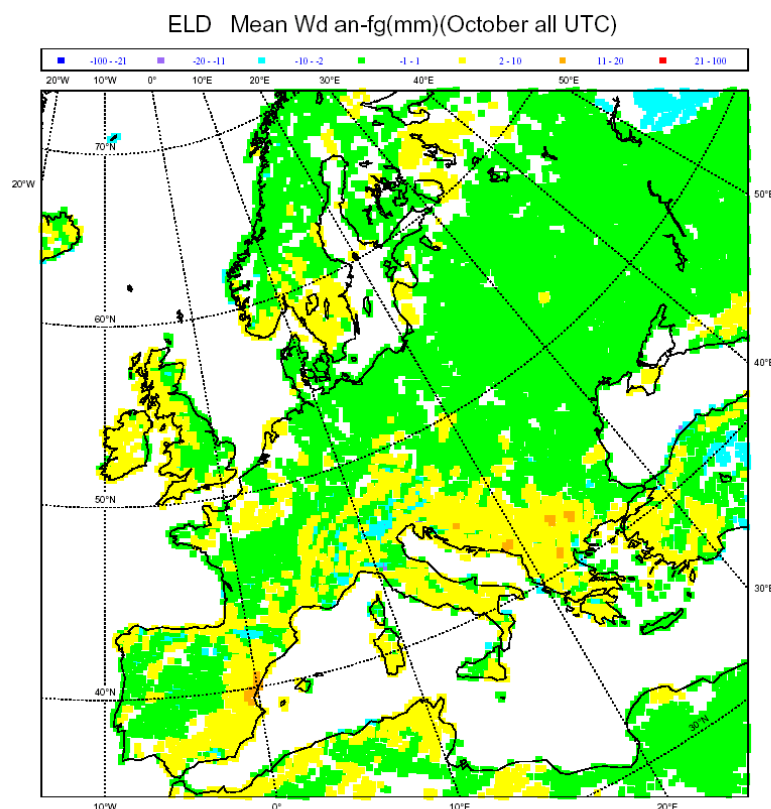 ELD Mean Wd an-fg(mm)(October all UTC)
-100 - -21 -20 - -11 -10 - -2 -1 - 1 2 - 10 11 - 20 21 - 100
20°W 10°W 0° 10°E 20°E 30°E 40°E 50°E
70°N
20°W
50°E
60°N
40°E
50°N
30°E
40°N
30°N
10°W 0° 10°E 20°E